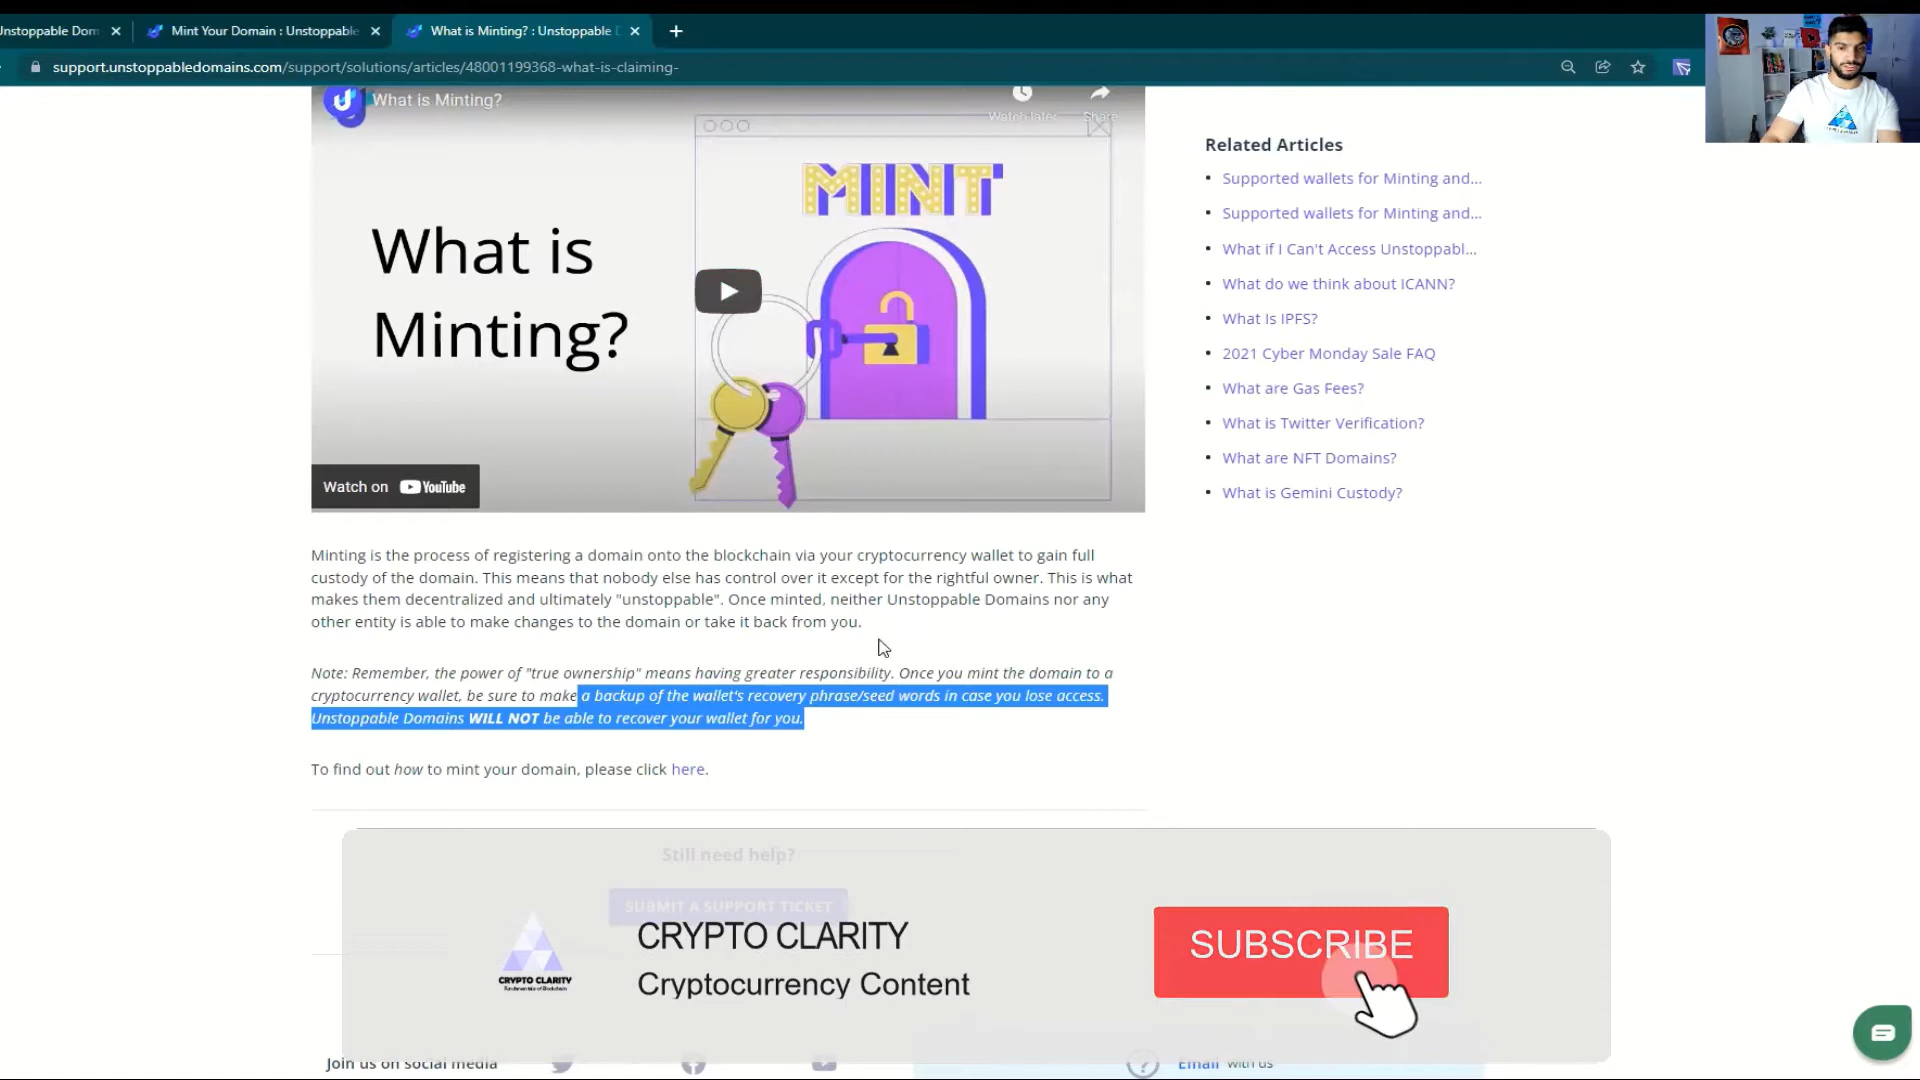 Unstoppable Dom
Mint Your Domain : Unstoppable
What is Minting? : Unstoppable D
support.unstoppabledomains.com/support/solutions/articles/48001199368-what-is-claiming-
What is Minting?
Watch later
Share
MINT
What is
Minting?
Watch on YouTube
Related Articles
Supported wallets for Minting and...
Supported wallets for Minting and...
What if I Can't Access Unstoppabl...
What do we think about ICANN?
What Is IPFS?
2021 Cyber Monday Sale FAQ
What are Gas Fees?
What is Twitter Verification?
What are NFT Domains?
What is Gemini Custody?
Minting is the process of registering a domain onto the blockchain via your cryptocurrency wallet to gain full
custody of the domain. This means that nobody else has control over it except for the rightful owner. This is what
makes them decentralized and ultimately "unstoppable". Once minted, neither Unstoppable Domains nor any
other entity is able to make changes to the domain or take it back from you.
Note: Remember, the power of "true ownership" means having greater responsibility. Once you mint the domain to a
cryptocurrency wallet, be sure to make a backup of the wallet's recovery phrase/seed words in case you lose access.
Unstoppable Domains WILL NOT be able to recover your wallet for you.
To find out how to mint your domain, please click here.
Still need help?
SUBMIT A SUPPORT TICKET
CRYPTO CLARITY
Cryptocurrency Content
SUBSCRIBE
CRYPTO CLARITY
Fundamentals of Blockchain
Join us on social media
Email with us